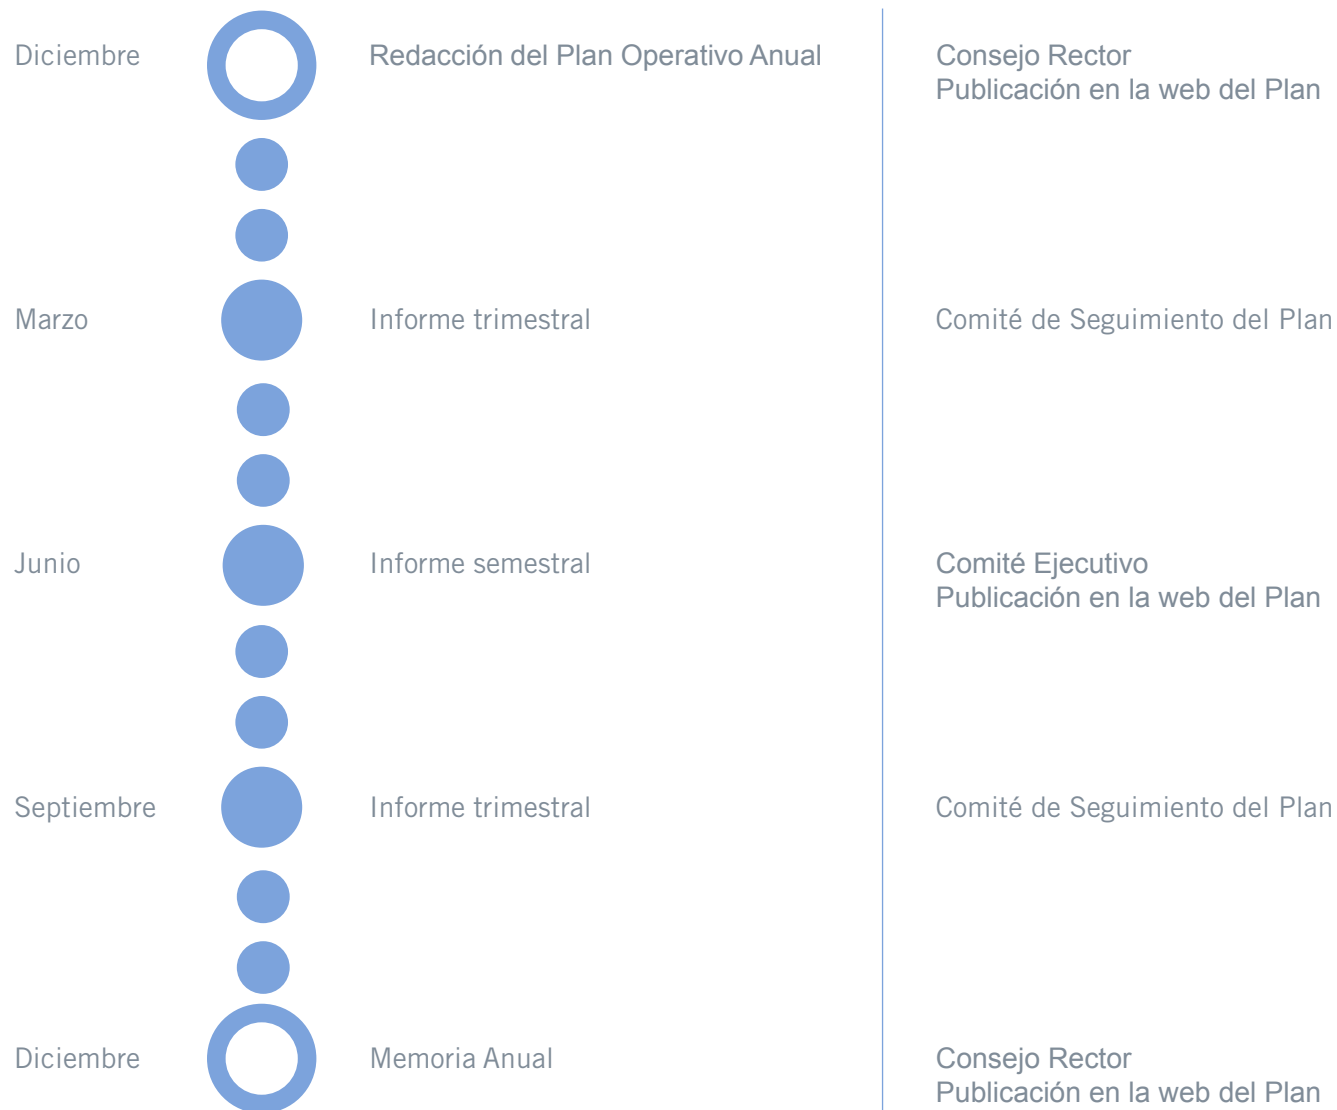 Diciembre
Redacción del Plan Operativo Anual
Consejo Rector
Publicación en la web del Plan
Marzo
Informe trimestral
Comité de Seguimiento del Plan
Junio
Informe semestral
Comité Ejecutivo
Publicación en la web del Plan
Septiembre
Informe trimestral
Comité de Seguimiento del Plan
Diciembre
Memoria Anual
Consejo Rector
Publicación en la web del Plan